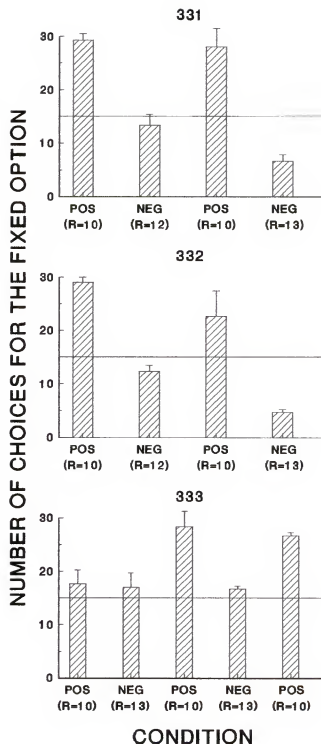 NUMBER OF CHOICES FOR THE FIXED OPTION
331
30
20
10
0
POS NEG POS NEG
(R=10) (R=12) (R=10) (R=13)
332
30
20
10
0
POS NEG POS NEG
(R=10) (R=12) (R=10) (R=13)
333
30
20
10
0
POS NEG POS NEG POS
(R=10) (R=13) (R=10) (R=13) (R=10)
CONDITION